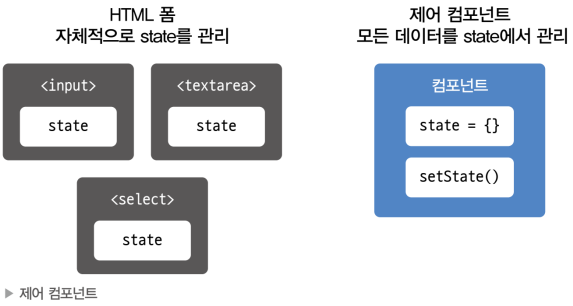 HTML 폼
자체적으로 state를 관리
<input>
state
<textarea>
state
<select>
state
제어 컴포넌트
모든 데이터를 state에서 관리
컴포넌트
state = {}
setState()
▶ 제어 컴포넌트